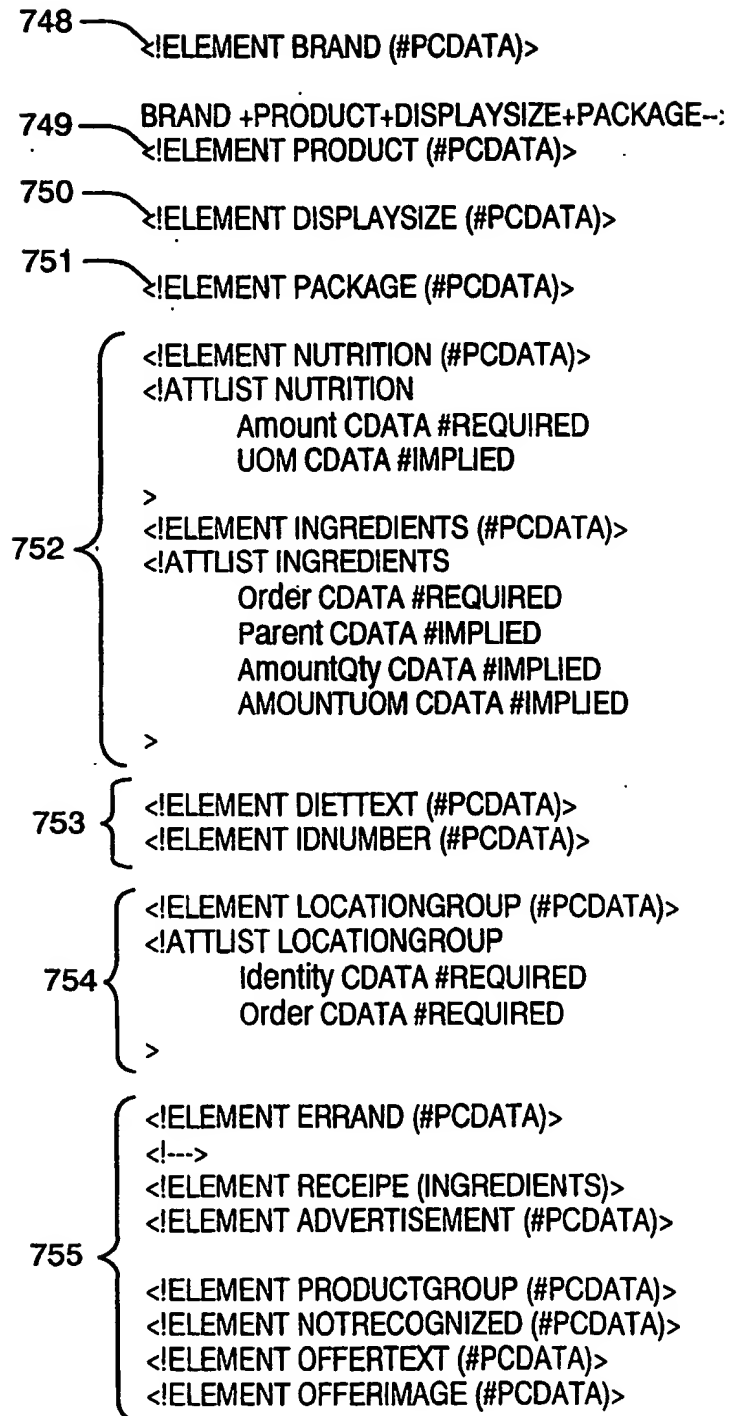 748
<!ELEMENT BRAND (#PCDATA)>
BRAND +PRODUCT+DISPLAYSIZE+PACKAGE--:
749
<!ELEMENT PRODUCT (#PCDATA)>
750
<!ELEMENT DISPLAYSIZE (#PCDATA)>
751
<!ELEMENT PACKAGE (#PCDATA)>
752
<!ELEMENT NUTRITION (#PCDATA)>
<!ATTLIST NUTRITION
Amount CDATA #REQUIRED
UOM CDATA #IMPLIED
>
<!ELEMENT INGREDIENTS (#PCDATA)>
<!ATTLIST INGREDIENTS
Order CDATA #REQUIRED
Parent CDATA #IMPLIED
AmountQty CDATA #IMPLIED
AMOUNTUOM CDATA #IMPLIED
>
753
<!ELEMENT DIETTEXT (#PCDATA)>
<!ELEMENT IDNUMBER (#PCDATA)>
754
<!ELEMENT LOCATIONGROUP (#PCDATA)>
<!ATTLIST LOCATIONGROUP
Identity CDATA #REQUIRED
Order CDATA #REQUIRED
>
755
<!ELEMENT ERRAND (#PCDATA)>
<!--->
<!ELEMENT RECEIPE (INGREDIENTS)>
<!ELEMENT ADVERTISEMENT (#PCDATA)>
<!ELEMENT PRODUCTGROUP (#PCDATA)>
<!ELEMENT NOTRECOGNIZED (#PCDATA)>
<!ELEMENT OFFERTEXT (#PCDATA)>
<!ELEMENT OFFERIMAGE (#PCDATA)>